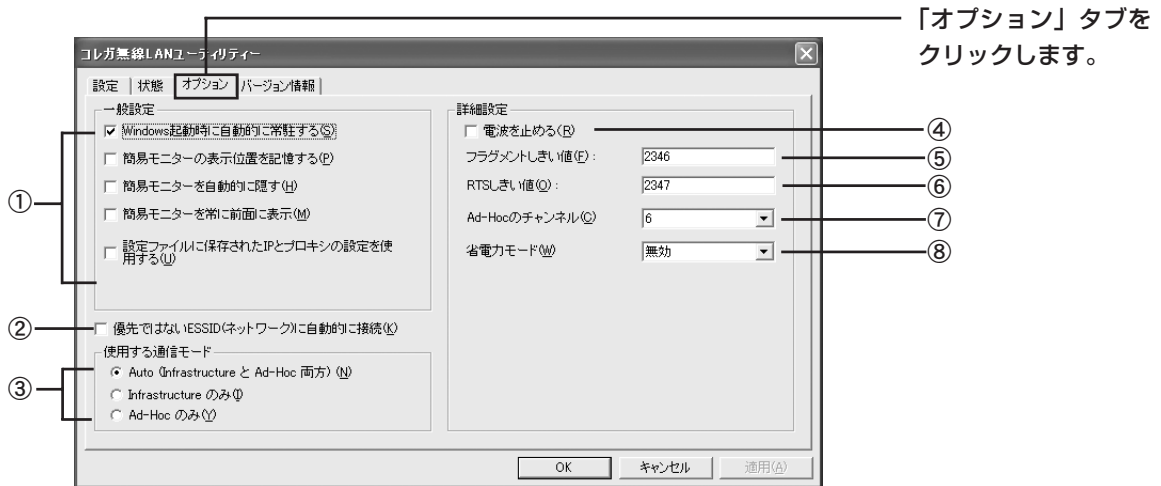 「オプション」タブを
クリックします。
コレガ無線LANユーティリティー
設定 状態 オプション バージョン情報
一般設定
Windows起動時に自動的に常駐する(S)
簡易モニターの表示位置を記憶する(P)
簡易モニターを自動的に隠す(H)
簡易モニターを常に前面に表示(M)
設定ファイルに保存されたIPとプロキシの設定を使
用する(U)
①
② 優先ではないESSID(ネットワーク)に自動的に接続(K)
使用する通信モード
Auto (Infrastructure と Ad-Hoc 両方) (N)
Infrastructure のみ(I)
Ad-Hoc のみ(Y)
③
詳細設定
電波を止める(R) ④
フラグメントしきい値(F): 2346 ⑤
RTSしきい値(O): 2347 ⑥
Ad-Hocのチャンネル(C) 6 ⑦
省電力モード(W) 無効 ⑧
OK キャンセル 適用(A)